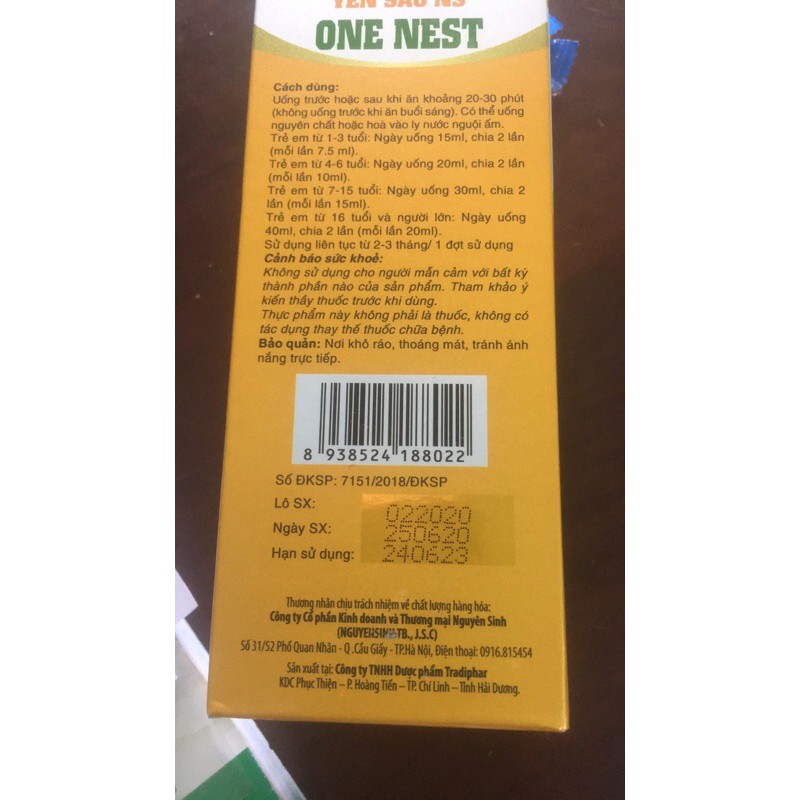 YẾN SÀO NS
ONE NEST
Cách dùng:
Uống trước hoặc sau khi ăn khoảng 20-30 phút
(không uống trước khi ăn buổi sáng). Có thể uống
nguyên chất hoặc hoà vào ly nước nguội ấm.
Trẻ em từ 1-3 tuổi: Ngày uống 15ml, chia 2 lần
(mỗi lần 7.5 ml).
Trẻ em từ 4-6 tuổi: Ngày uống 20ml, chia 2 lần
(mỗi lần 10ml).
Trẻ em từ 7-15 tuổi: Ngày uống 30ml, chia 2
lần (mỗi lần 15ml).
Trẻ em từ 16 tuổi và người lớn: Ngày uống
40ml, chia 2 lần (mỗi lần 20ml).
Sử dụng liên tục từ 2-3 tháng/ 1 đợt sử dụng
Cảnh báo sức khoẻ:
Không sử dụng cho người mẫn cảm với bất kỳ
thành phần nào của sản phẩm. Tham khảo ý
kiến thầy thuốc trước khi dùng.
Thực phẩm này không phải là thuốc, không có
tác dụng thay thế thuốc chữa bệnh.
Bảo quản: Nơi khô ráo, thoáng mát, tránh ánh
nắng trực tiếp.
8 938524 188022
Số ĐKSP: 7151/2018/ĐKSP
Lô SX: 022020
Ngày SX: 250620
Hạn sử dụng: 240623
Thương nhân chịu trách nhiệm về chất lượng hàng hóa:
Công ty Cổ phần Kinh doanh và Thương mại Nguyên Sinh
(NGUYENSINH TB., J.S.C)
Số 31/52 Phố Quan Nhân - Q .Cầu Giấy - TP.Hà Nội, Điện thoại: 0916.815454
Sản xuất tại: Công ty TNHH Dược phẩm Tradiphar
KDC Phục Thiện – P. Hoàng Tiến – TP. Chí Linh – Tỉnh Hải Dương.